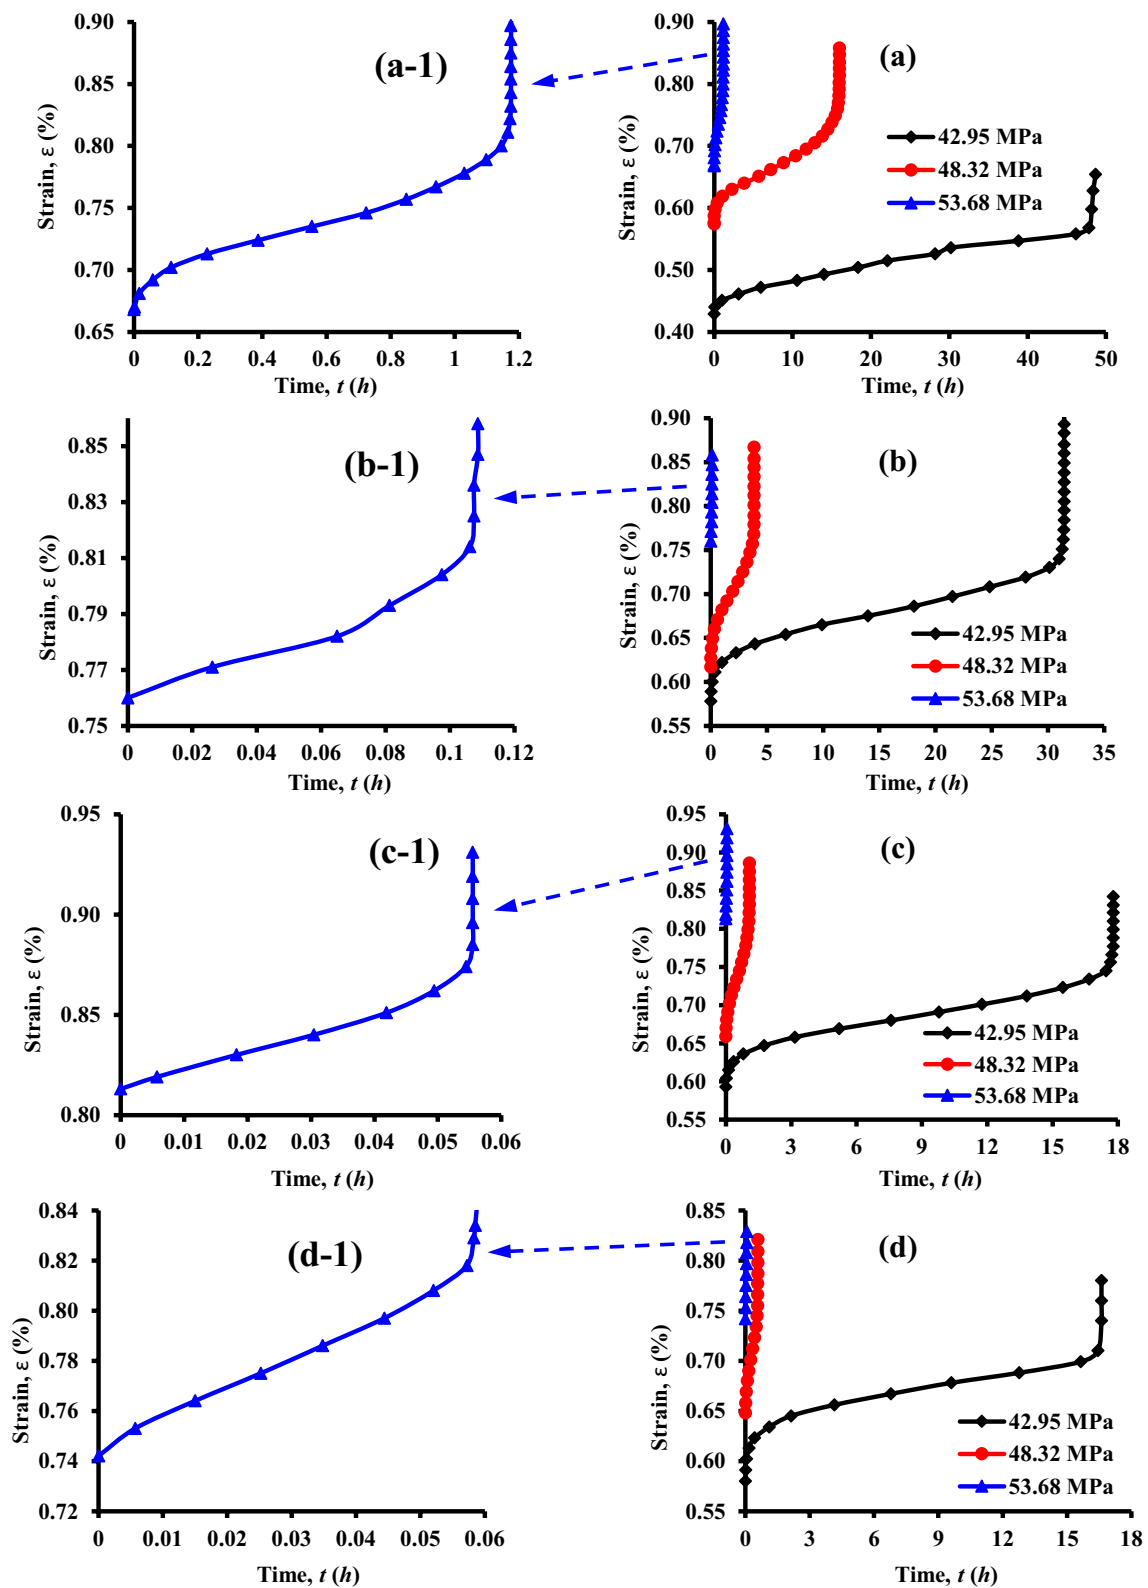 (a-1)
Strain, ε (%)
0.90
0.85
0.80
0.75
0.70
0.65
0 0.2 0.4 0.6 0.8 1 1.2
Time, t (h)
(a)
Strain, ε (%)
0.90
0.80
0.70
0.60
0.50
0.40
42.95 MPa
48.32 MPa
53.68 MPa
0 10 20 30 40 50
Time, t (h)
(b-1)
Strain, ε (%)
0.85
0.83
0.81
0.79
0.77
0.75
0 0.02 0.04 0.06 0.08 0.1 0.12
Time, t (h)
(b)
Strain, ε (%)
0.90
0.85
0.80
0.75
0.70
0.65
0.60
0.55
42.95 MPa
48.32 MPa
53.68 MPa
0 5 10 15 20 25 30 35
Time, t (h)
(c-1)
Strain, ε (%)
0.95
0.90
0.85
0.80
0 0.01 0.02 0.03 0.04 0.05 0.06
Time, t (h)
(c)
Strain, ε (%)
0.95
0.90
0.85
0.80
0.75
0.70
0.65
0.60
0.55
42.95 MPa
48.32 MPa
53.68 MPa
0 3 6 9 12 15 18
Time, t (h)
(d-1)
Strain, ε (%)
0.84
0.82
0.80
0.78
0.76
0.74
0.72
0 0.01 0.02 0.03 0.04 0.05 0.06
Time, t (h)
(d)
Strain, ε (%)
0.85
0.80
0.75
0.70
0.65
0.60
0.55
42.95 MPa
48.32 MPa
53.68 MPa
0 3 6 9 12 15 18
Time, t (h)